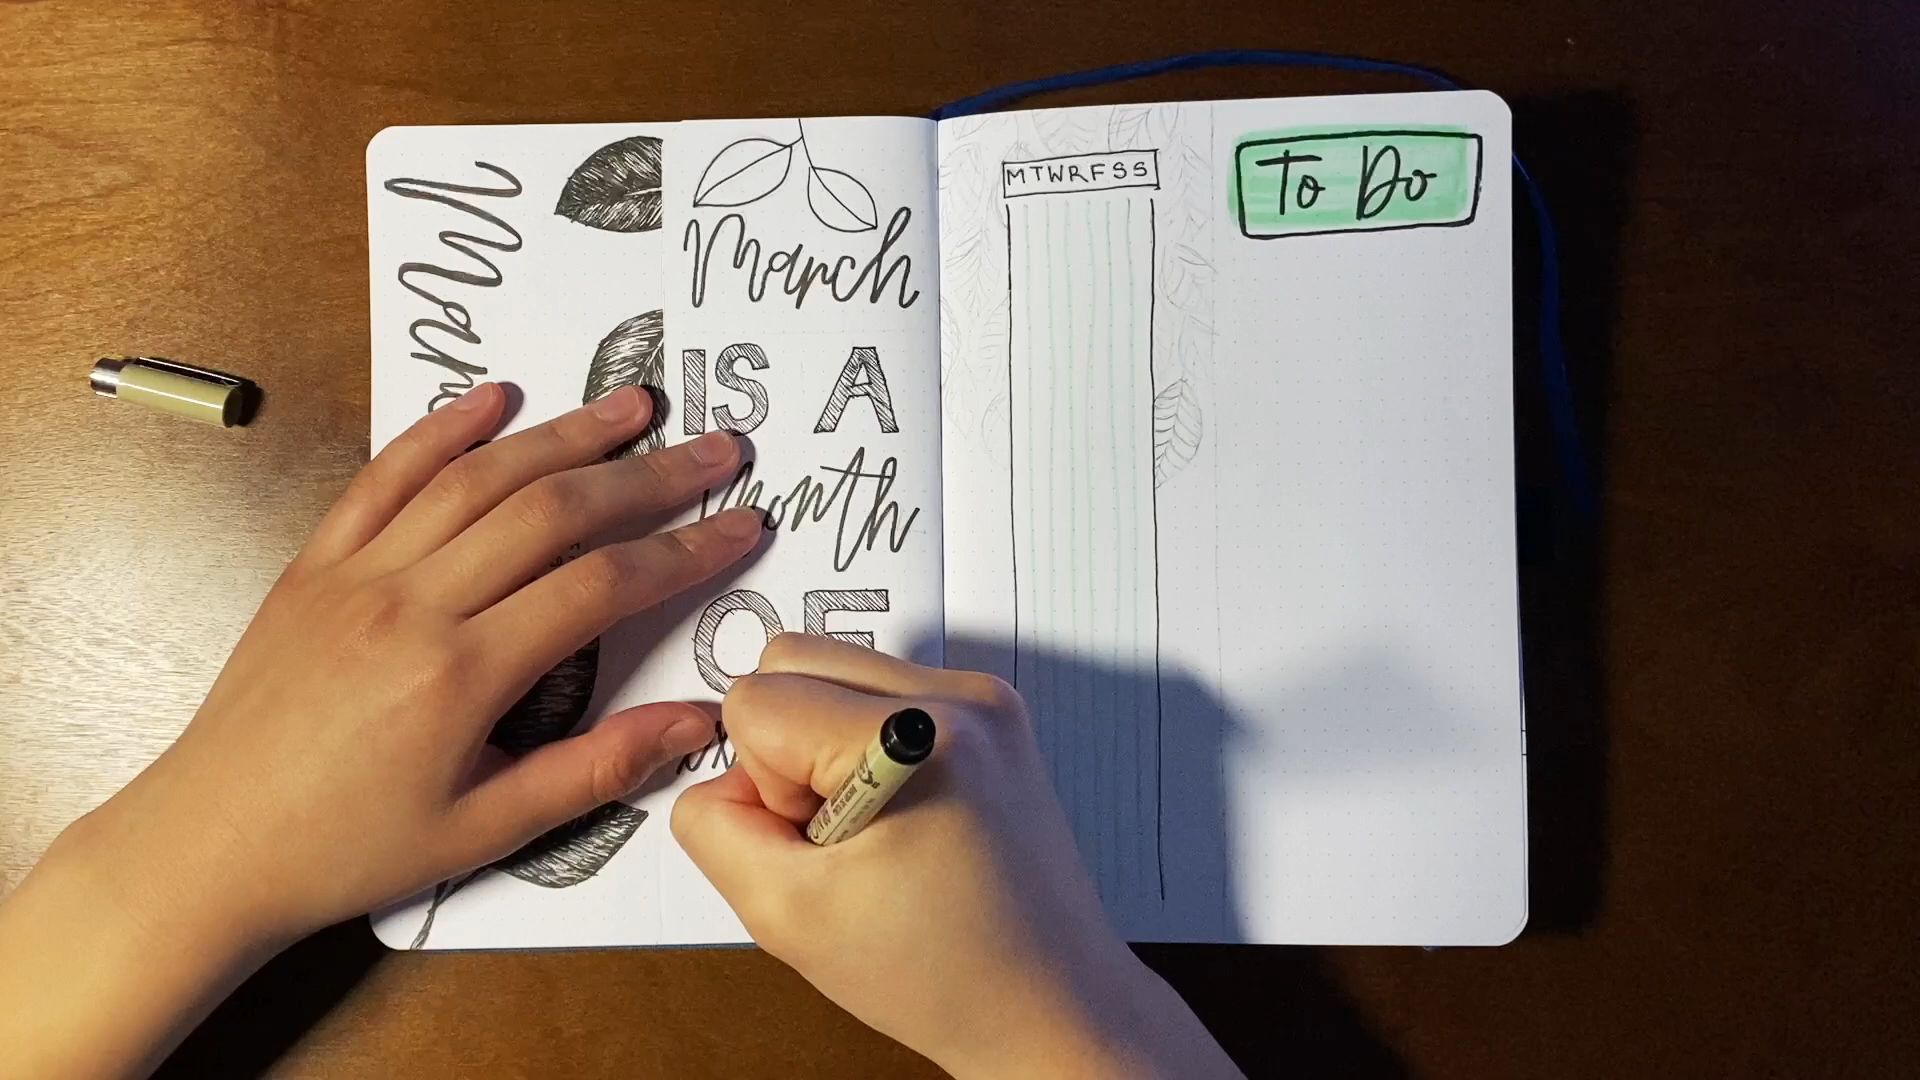 March
IS A
month
OF
MTWRFSS
To Do